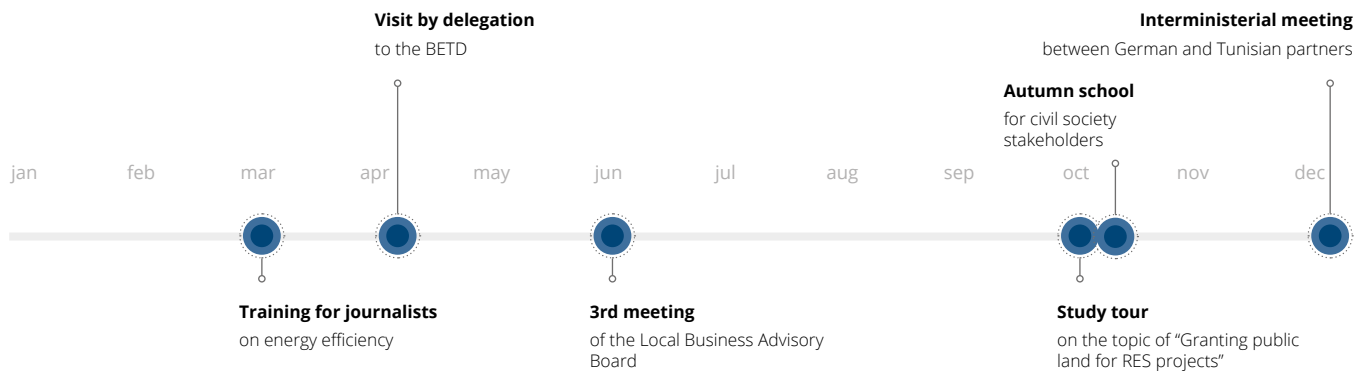 Visit by delegation
to the BETD
Interministerial meeting
between German and Tunisian partners
Autumn school
for civil society
stakeholders
jan feb mar apr may jun jul aug sep oct nov dec
Training for journalists
on energy efficiency
3rd meeting
of the Local Business Advisory
Board
Study tour
on the topic of “Granting public
land for RES projects”